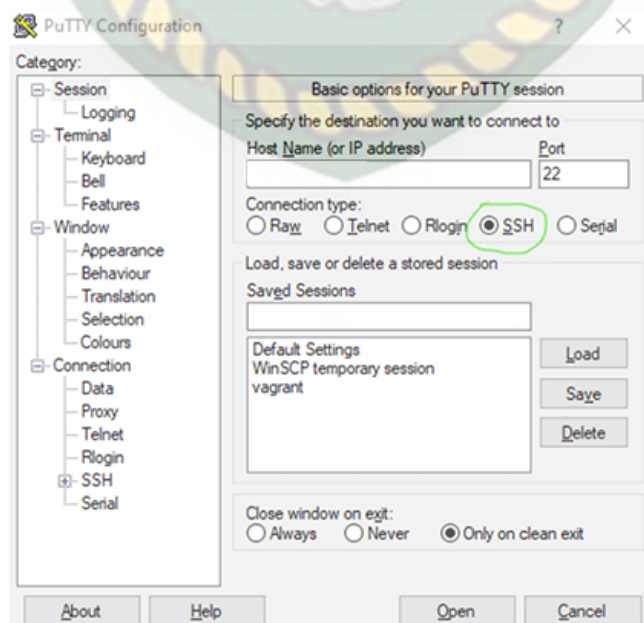 PuTTY Configuration ? ×
Category:
Session
Logging
Terminal
Keyboard
Bell
Features
Window
Appearance
Behaviour
Translation
Selection
Colours
Connection
Data
Proxy
Telnet
Rlogin
SSH
Serial
Basic options for your PuTTY session
Specify the destination you want to connect to
Host Name (or IP address) Port
22
Connection type:
Raw Telnet Rlogin SSH Serial
Load, save or delete a stored session
Saved Sessions
Default Settings
WinSCP temporary session
vagrant
Load
Save
Delete
Close window on exit:
Always Never Only on clean exit
About Help Open Cancel